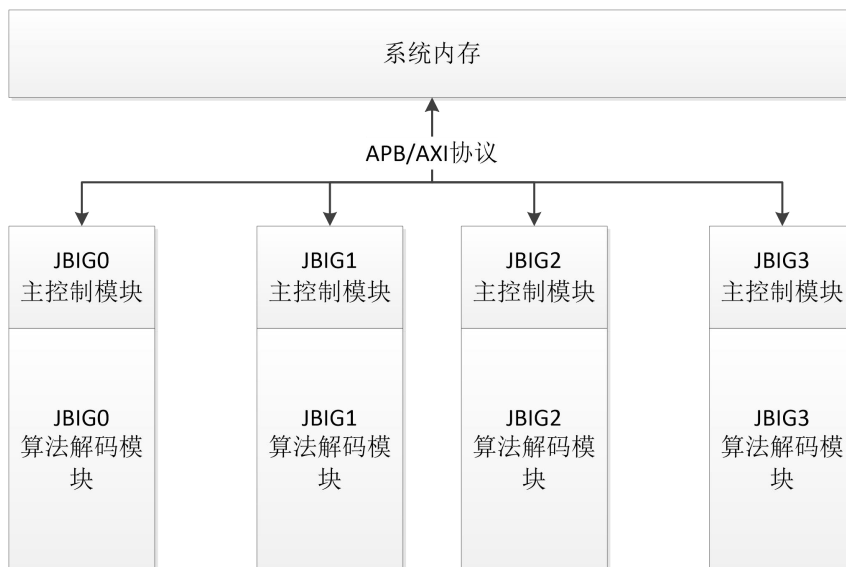 系统内存
APB/AXI协议
JBIG0
主控制模块
JBIG1
主控制模块
JBIG2
主控制模块
JBIG3
主控制模块
JBIG0
算法解码模
块
JBIG1
算法解码模
块
JBIG2
算法解码模
块
JBIG3
算法解码模
块